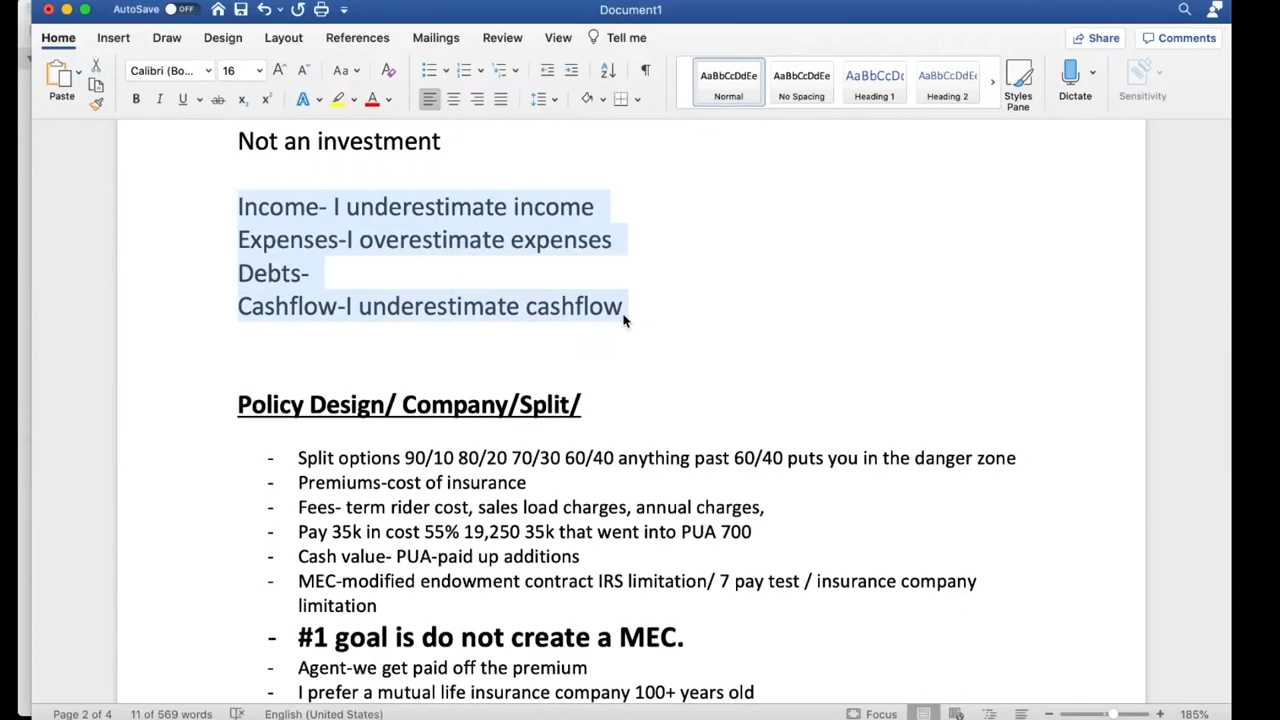 AutoSave OFF
Document1
Home Insert Draw Design Layout References Mailings Review View Tell me
Share Comments
Paste
Calibri (Bo... 16
AaBbCcDdEe
Normal
AaBbCcDdEe
No Spacing
AaBbCcDc
Heading 1
AaBbCcDdEe
Heading 2
Styles
Pane
Dictate
Sensitivity
Not an investment
Income- I underestimate income
Expenses-I overestimate expenses
Debts-
Cashflow-I underestimate cashflow
Policy Design/ Company/Split/
- Split options 90/10 80/20 70/30 60/40 anything past 60/40 puts you in the danger zone
- Premiums-cost of insurance
- Fees- term rider cost, sales load charges, annual charges,
- Pay 35k in cost 55% 19,250 35k that went into PUA 700
- Cash value- PUA-paid up additions
- MEC-modified endowment contract IRS limitation/ 7 pay test / insurance company
limitation
- #1 goal is do not create a MEC.
- Agent-we get paid off the premium
- I prefer a mutual life insurance company 100+ years old
Page 2 of 4 11 of 569 words English (United States) Focus 185%